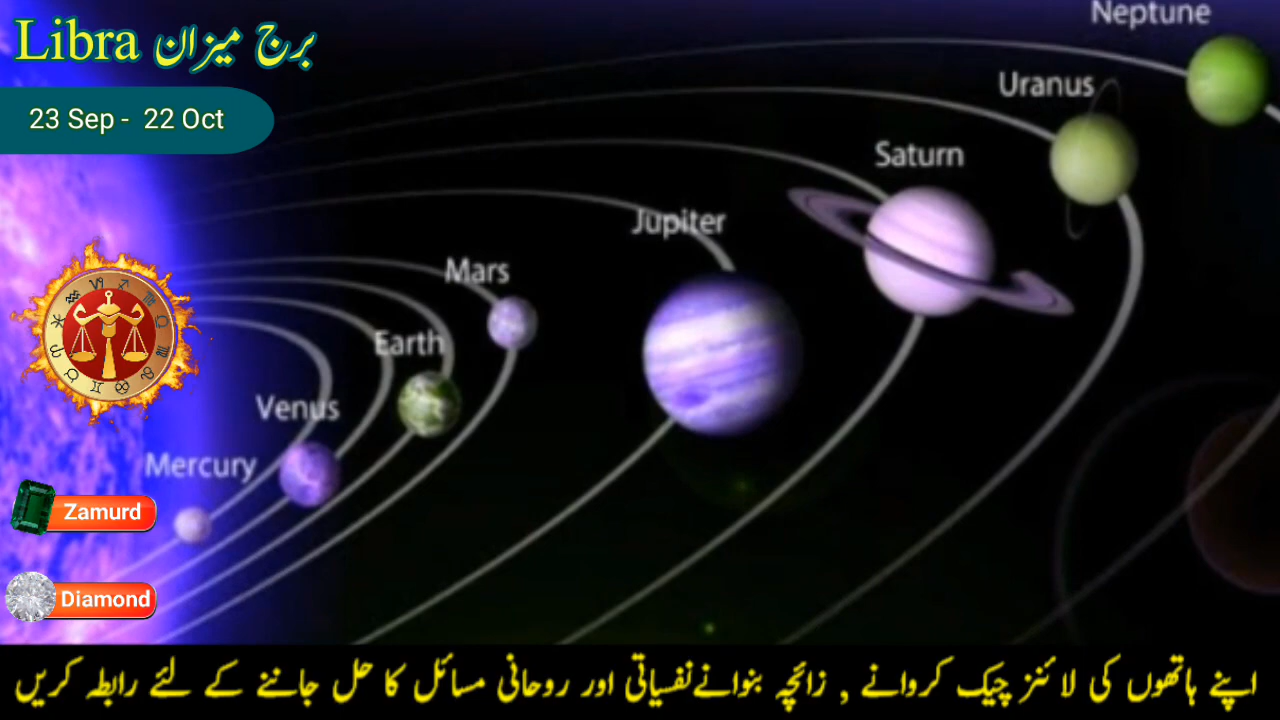 Libra برج میزان
23 Sep - 22 Oct
Neptune
Uranus
Saturn
Jupiter
Mars
Earth
Venus
Mercury
Zamurd
Diamond
اپنے ہاتھوں کی لائنز چیک کروانے , زائچہ بنوانےنفسیاتی اور روحانی مسائل کا حل جاننے کے لئے رابطہ کریں